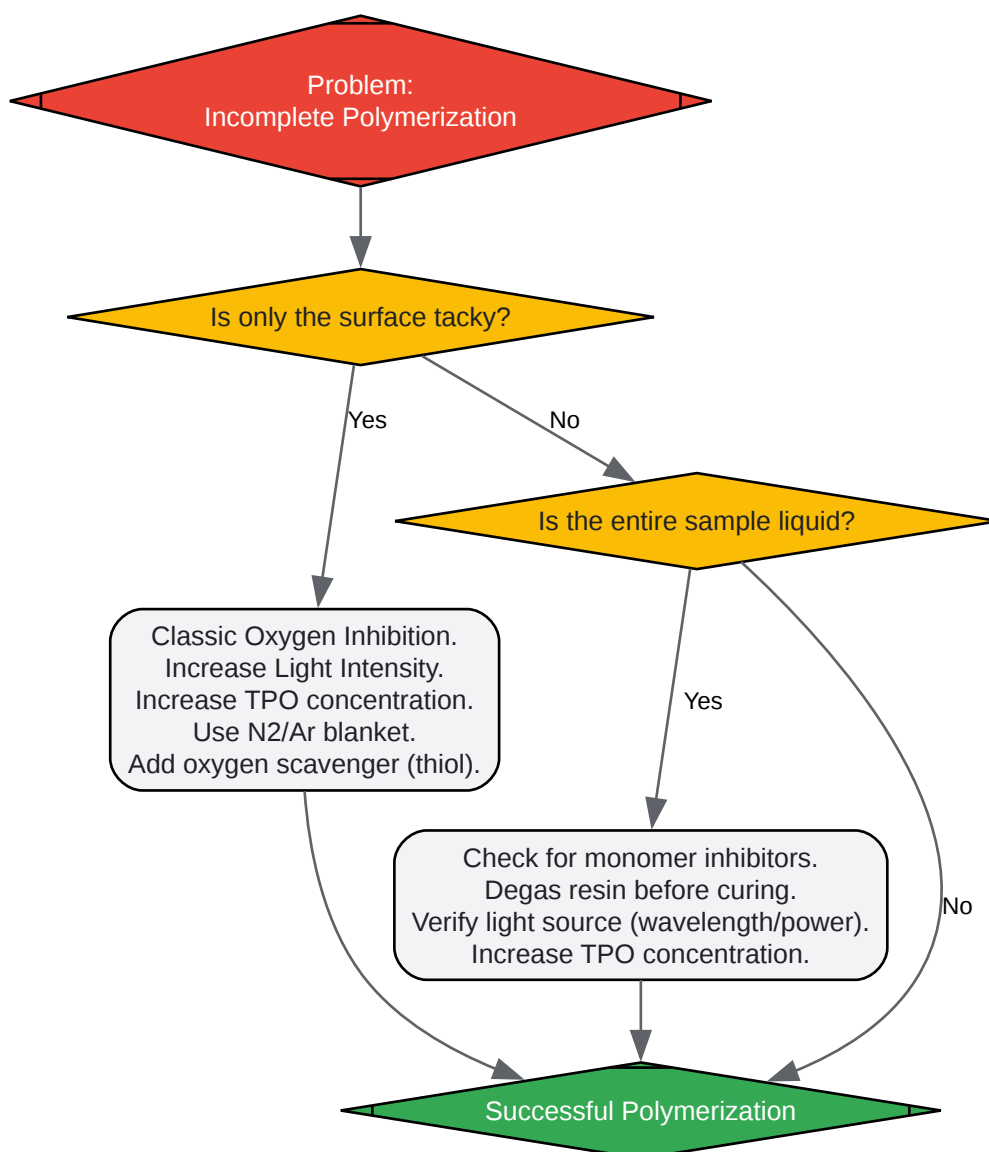 Problem:
Incomplete Polymerization
Is only the surface tacky?
Yes
No
Is the entire sample liquid?
Classic Oxygen Inhibition.
Increase Light Intensity.
Increase TPO concentration.
Use N2/Ar blanket.
Add oxygen scavenger (thiol).
Yes
Check for monomer inhibitors.
Degas resin before curing.
Verify light source (wavelength/power).
Increase TPO concentration.
No
Successful Polymerization